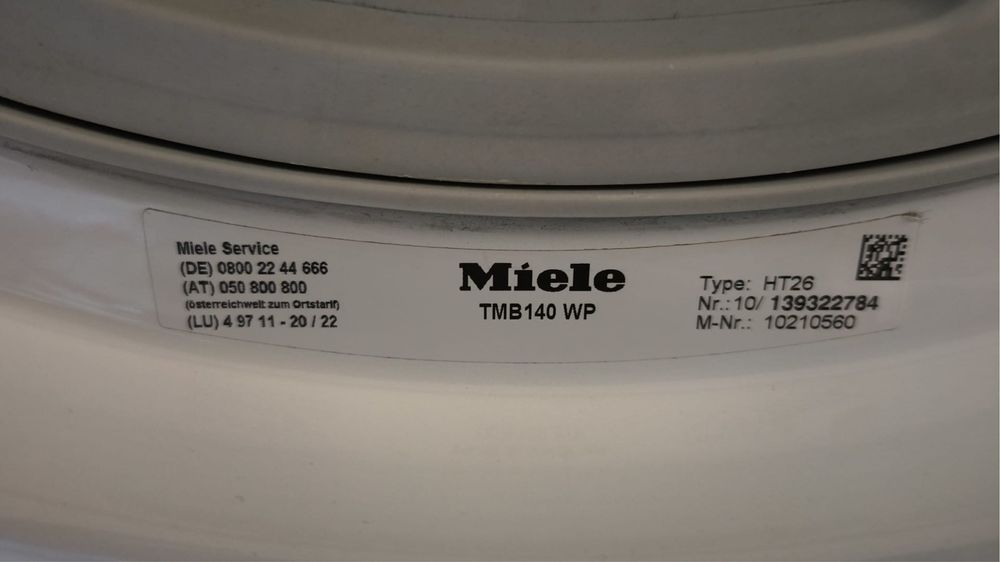 Miele Service
(DE) 0800 22 44 666
(AT) 050 800 800
(österreichweit zum Ortstarif)
(LU) 4 97 11 - 20 / 22
Miele
TMB140 WP
Type: HT26
Nr.: 10/ 139322784
M-Nr.: 10210560